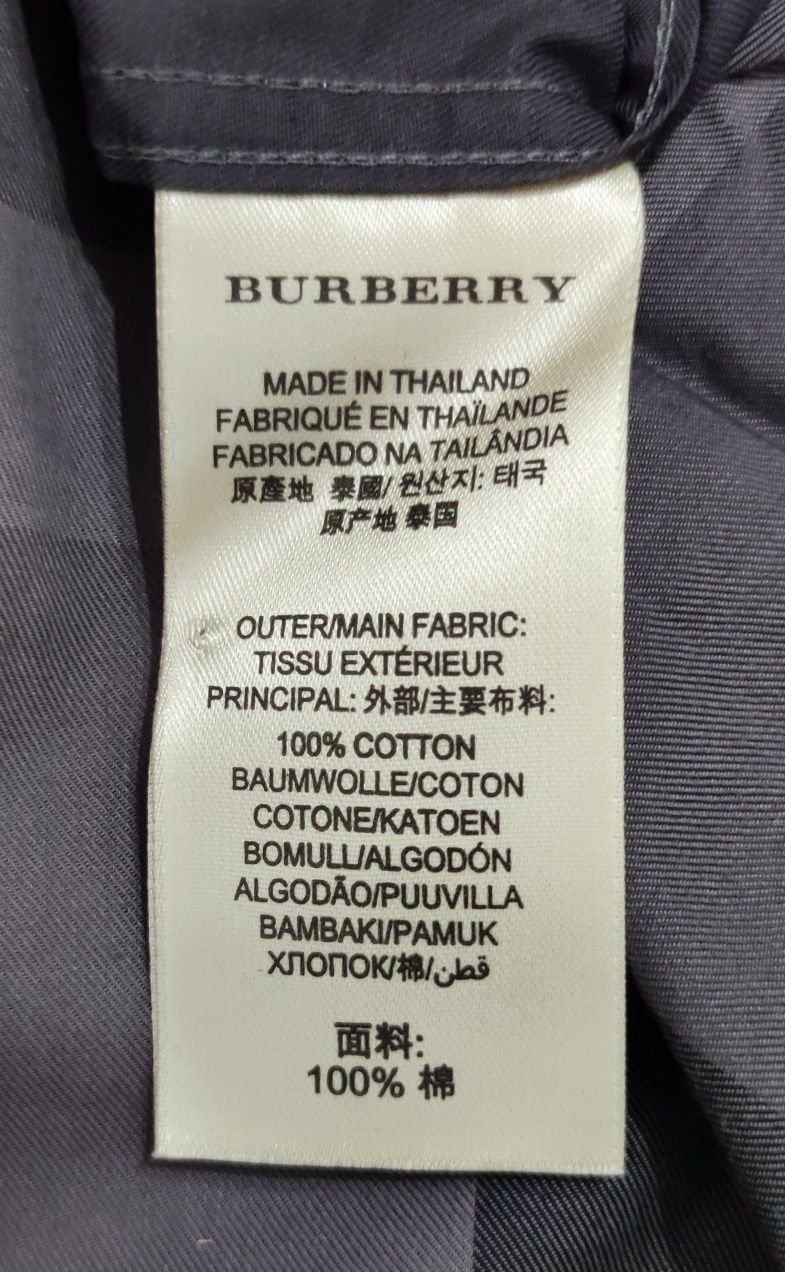 BURBERRY
MADE IN THAILAND
FABRIQUÉ EN THAÏLANDE
FABRICADO NA TAILÂNDIA
原產地 泰國/ 원산지: 태국
原产地 泰国
OUTER/MAIN FABRIC:
TISSU EXTÉRIEUR
PRINCIPAL: 外部/主要布料:
100% COTTON
BAUMWOLLE/COTON
COTONE/KATOEN
BOMULL/ALGODÓN
ALGODÃO/PUUVILLA
BAMBAKI/PAMUK
ХЛОПОК/棉/قطن
面料:
100% 棉